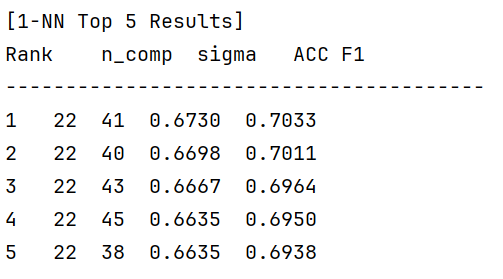 [1-NN Top 5 Results]
Rank    n_comp  sigma   ACC F1
----------------------------------------
1   22  41  0.6730  0.7033
2   22  40  0.6698  0.7011
3   22  43  0.6667  0.6964
4   22  45  0.6635  0.6950
5   22  38  0.6635  0.6938